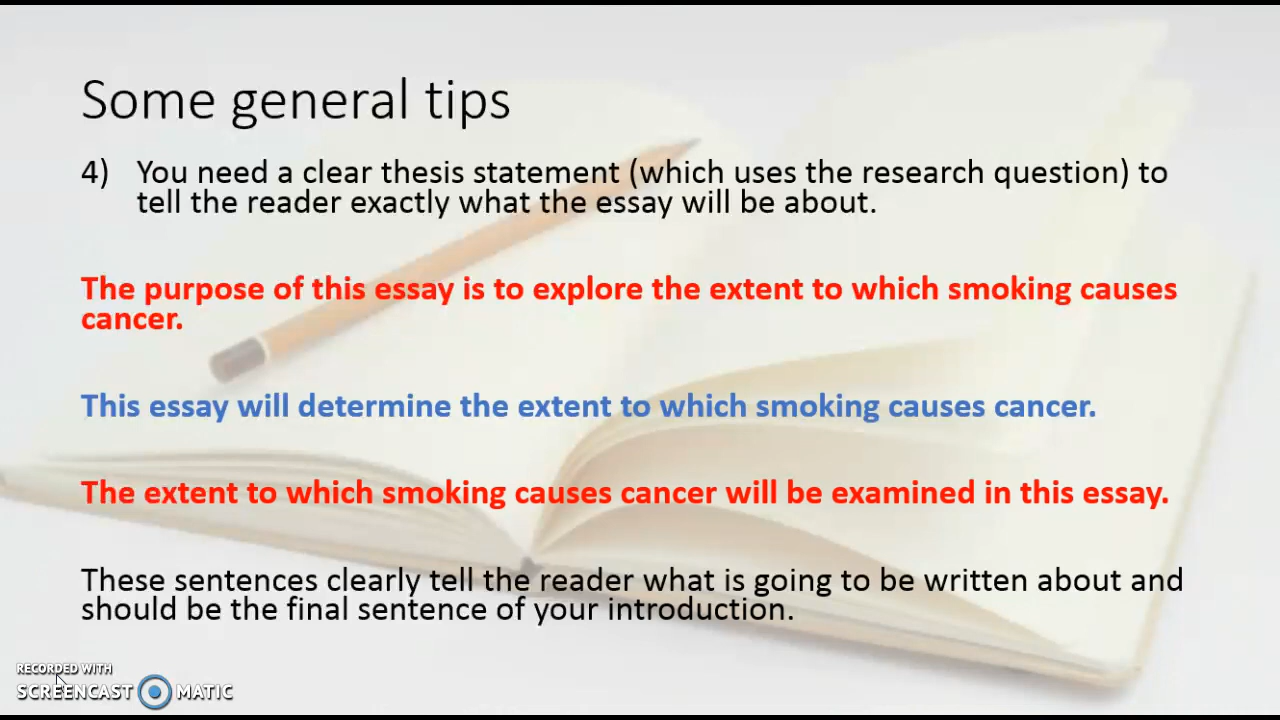 Some general tips
4) You need a clear thesis statement (which uses the research question) to
tell the reader exactly what the essay will be about.
The purpose of this essay is to explore the extent to which smoking causes
cancer.
This essay will determine the extent to which smoking causes cancer.
The extent to which smoking causes cancer will be examined in this essay.
These sentences clearly tell the reader what is going to be written about and
should be the final sentence of your introduction.
RECORDED WITH
SCREENCAST MATIC